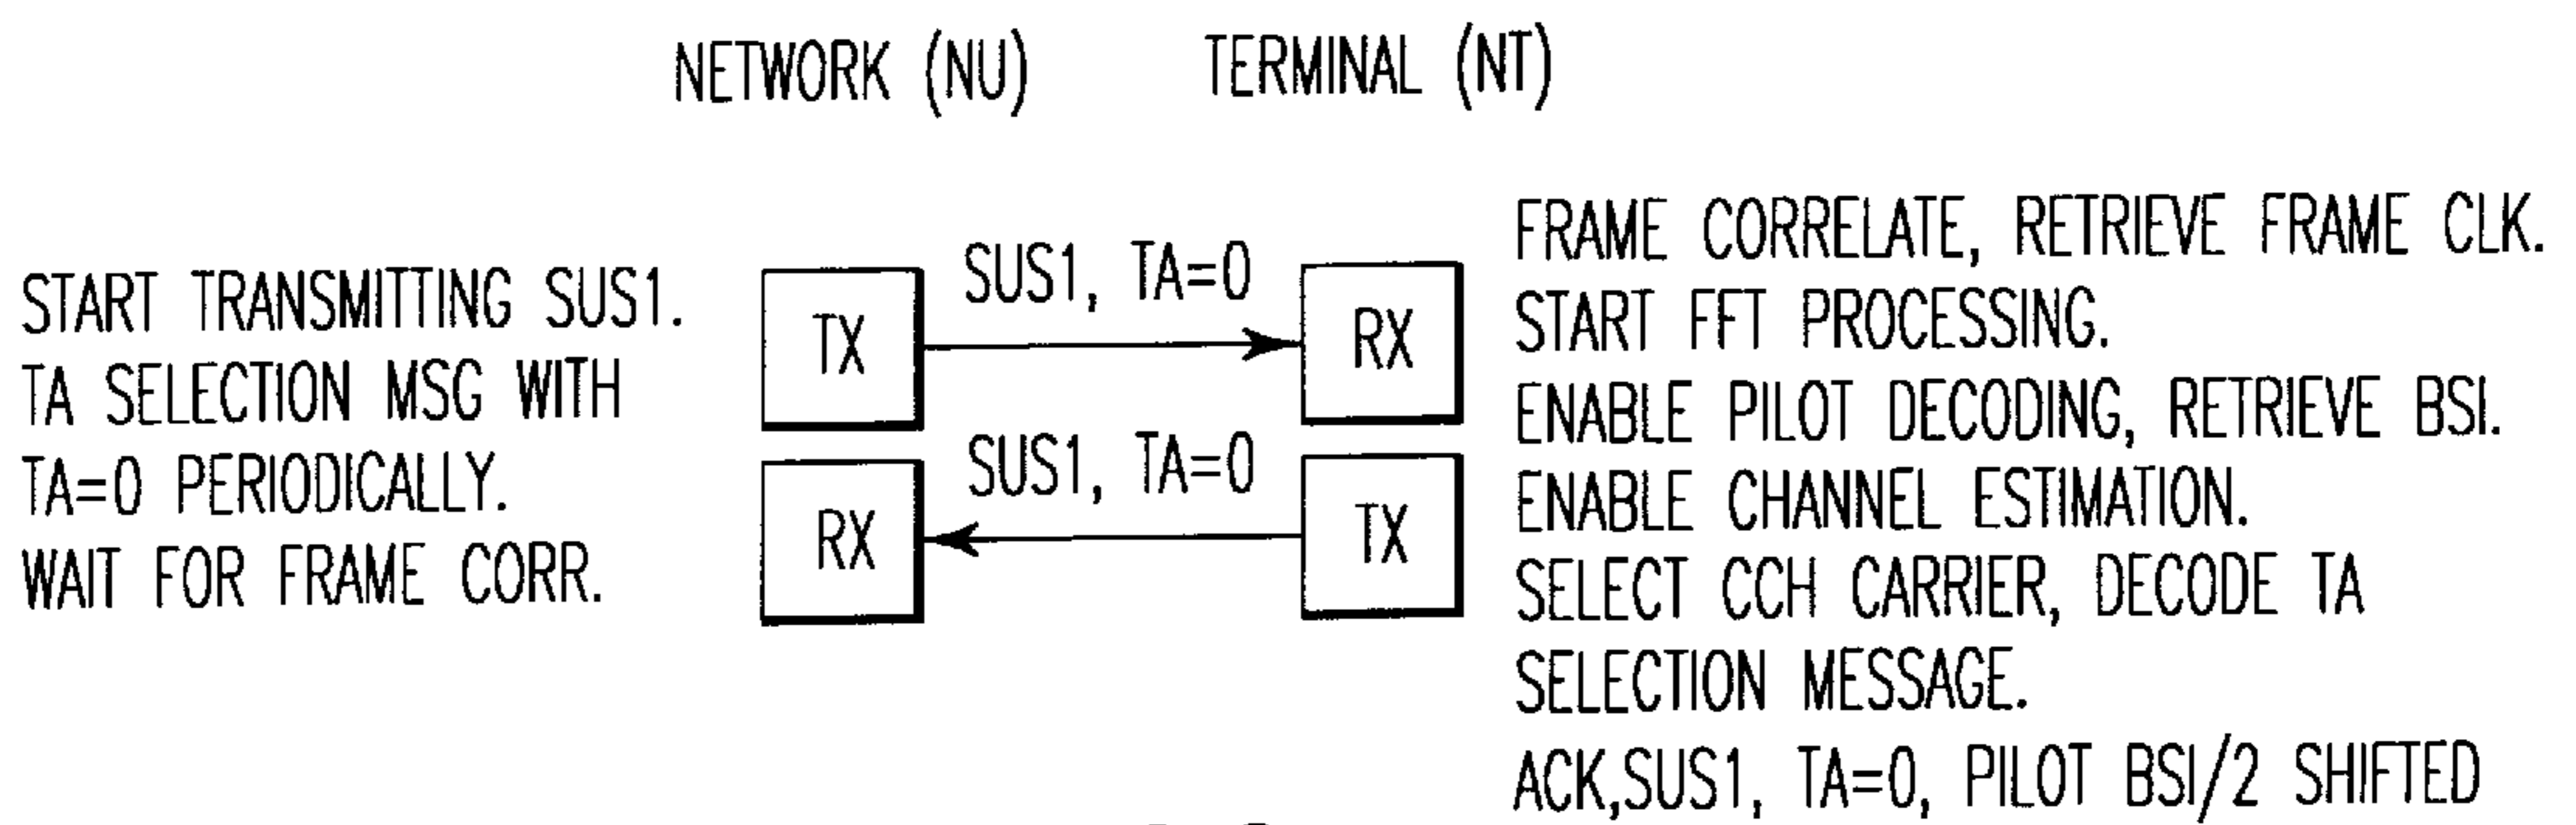 NETWORK (NU) TERMINAL (NT)
START TRANSMITTING SUS1.
TA SELECTION MSG WITH
TA=0 PERIODICALLY.
WAIT FOR FRAME CORR.
TX
SUS1, TA=0
RX
RX
SUS1, TA=0
TX
FRAME CORRELATE, RETRIEVE FRAME CLK.
START FFT PROCESSING.
ENABLE PILOT DECODING, RETRIEVE BSI.
ENABLE CHANNEL ESTIMATION.
SELECT CCH CARRIER, DECODE TA
SELECTION MESSAGE.
ACK,SUS1, TA=0, PILOT BSI/2 SHIFTED